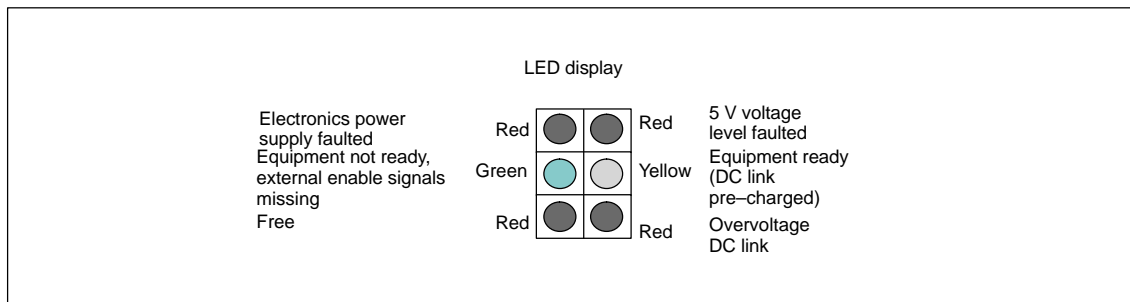 LED display
Electronics power
supply faulted
Red
Red
5 V voltage
level faulted
Equipment not ready,
external enable signals
missing
Green
Yellow
Equipment ready
(DC link
pre–charged)
Free
Red
Red
Overvoltage
DC link